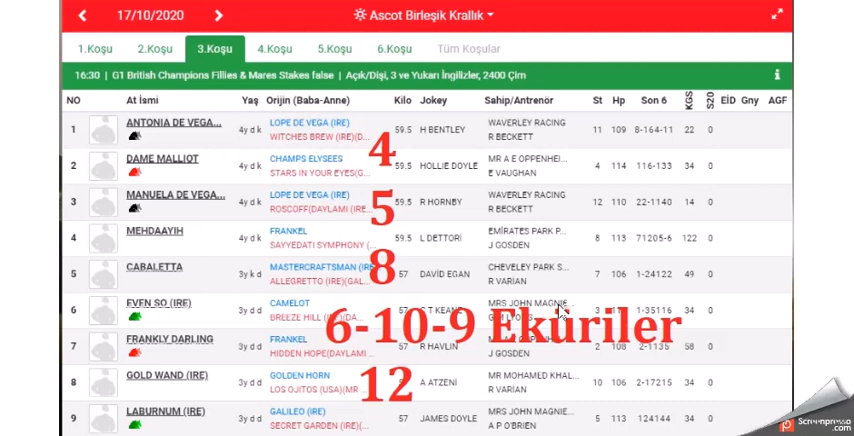 17/10/2020 Ascot Birleşik Krallık
1.Koşu 2.Koşu 3.Koşu 4.Koşu 5.Koşu 6.Koşu Tüm Koşular
16:30 | G1 British Champions Fillies & Mares Stakes false | Açık/Dişi, 3 ve Yukarı İngilizler, 2400 Çim
NO At İsmi Yaş Orijin (Baba-Anne) Kilo Jokey Sahip/Antrenör St Hp Son 6 KGS S20 EİD Gny AGF
1 ANTONIA DE VEGA... 4y d k LOPE DE VEGA (IRE) 59.5 H BENTLEY WAVERLEY RACING 11 109 8-164-11 22 0
WITCHES BREW (IRE)(D... R BECKETT
4
2 DAME MALLIOT 4y d k CHAMPS ELYSEES 59.5 HOLLIE DOYLE MR A E OPPENHEI... 4 114 116-133 34 0
STARS IN YOUR EYES(G... E VAUGHAN
3 MANUELA DE VEGA... 4y d k LOPE DE VEGA (IRE) 59.5 R HORNBY WAVERLEY RACING 12 110 22-1140 14 0
ROSCOFF(DAYLAMI (IRE... R BECKETT
5
4 MEHDAAYIH 4y d k FRANKEL 59.5 L DETTORI EMİRATES PARK P... 8 113 71205-6 122 0
SAYYEDATI SYMPHONY (... J GOSDEN
8
5 CABALETTA 3y k d MASTERCRAFTSMAN (IRE) 57 DAVİD EGAN CHEVELEY PARK S... 7 106 1-24122 49 0
ALLEGRETTO (IRE)(GAL... R VARIAN
6 EVEN SO (IRE) 3y d d CAMELOT 57 MRS JOHN MAGNIE... 3 1-35116 34 0
BREEZE HILL
6-10-9 Eküriler
7 FRANKLY DARLING 3y d d FRANKEL 57 R HAVLIN 2 108 2-1135 58 0
HIDDEN HOPE(DAYLAMI J GOSDEN
8 GOLD WAND (IRE) 3y d d GOLDEN HORN A ATZENİ MR MOHAMED KHAL... 10 106 2-17215 34 0
LOS OJITOS (USA)(MR R VARIAN
12
9 LABURNUM (IRE) 3y d d GALILEO (IRE) 57 JAMES DOYLE MRS JOHN MAGNIE... 5 113 124144 34 0
SECRET GARDEN (IRE)(... A P O'BRIEN
Screenpresso
.com